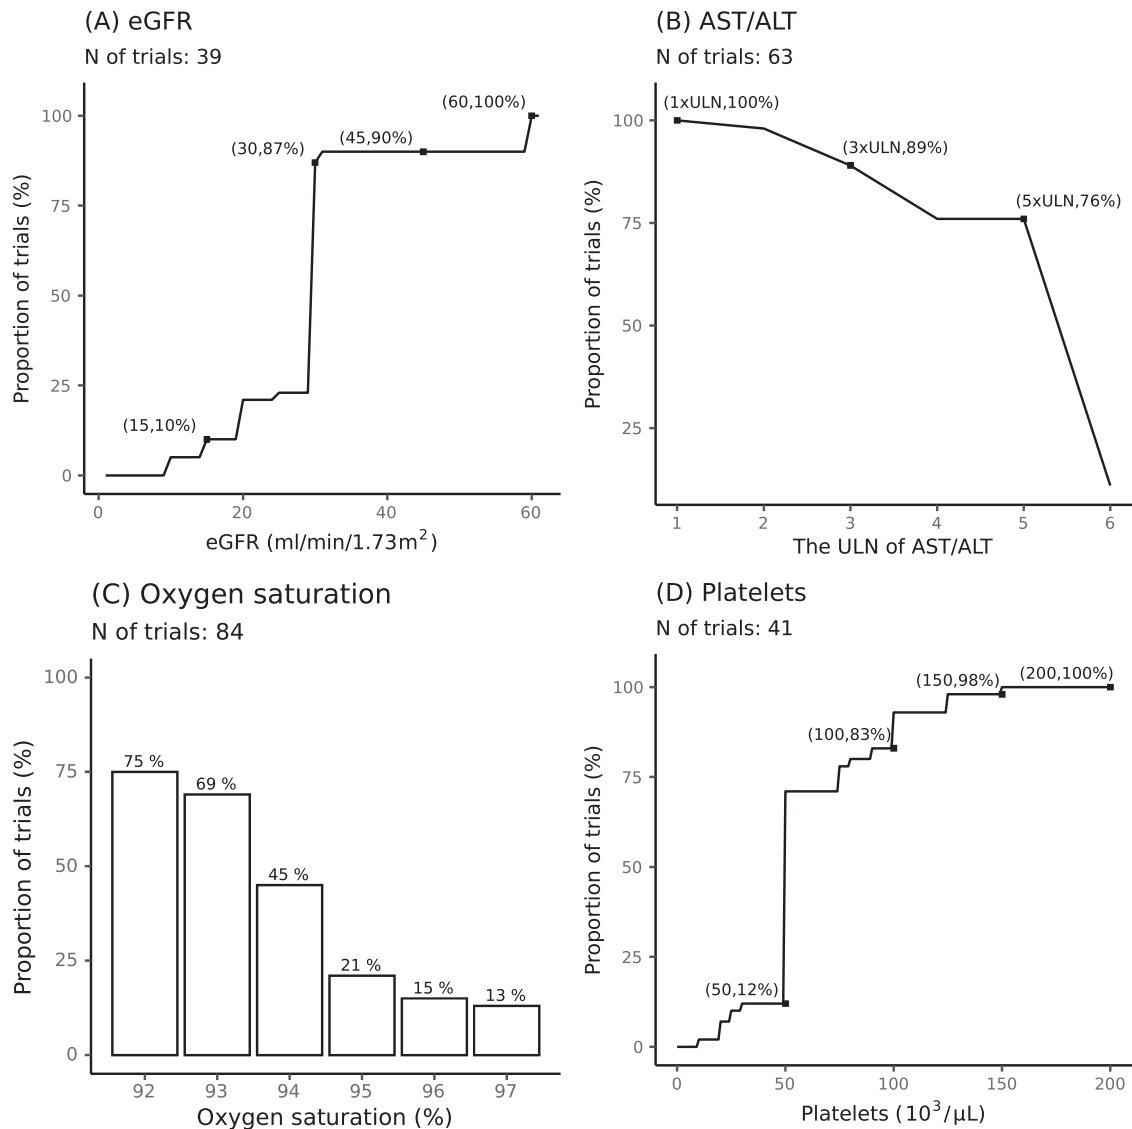 (A) eGFR
N of trials: 39
Proportion of trials (%)
100
75
50
25
0
(15,10%)
(30,87%)
(45,90%)
(60,100%)
0 20 40 60
eGFR (ml/min/1.73m²)
(B) AST/ALT
N of trials: 63
Proportion of trials (%)
100
75
50
25
(1xULN,100%)
(3xULN,89%)
(5xULN,76%)
1 2 3 4 5 6
The ULN of AST/ALT
(C) Oxygen saturation
N of trials: 84
Proportion of trials (%)
100
75
50
25
0
75 %
69 %
45 %
21 %
15 %
13 %
92 93 94 95 96 97
Oxygen saturation (%)
(D) Platelets
N of trials: 41
Proportion of trials (%)
100
75
50
25
0
(50,12%)
(100,83%)
(150,98%)
(200,100%)
0 50 100 150 200
Platelets (10³/μL)